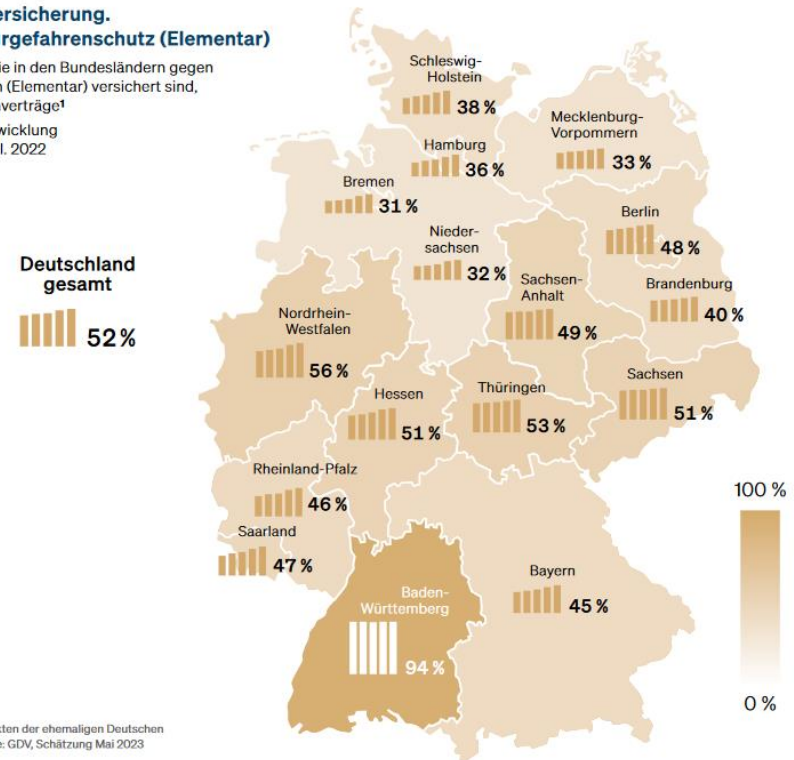 ersicherung.
rgefahrenschutz (Elementar)
ie in den Bundesländern gegen
n (Elementar) versichert sind,
nverträge¹
wicklung
l. 2022
Schleswig-
Holstein
38 %
Mecklenburg-
Vorpommern
33 %
Hamburg
36 %
Bremen
31 %
Berlin
48 %
Nieder-
sachsen
32 %
Deutschland
gesamt
52 %
Sachsen-
Anhalt
49 %
Brandenburg
40 %
Nordrhein-
Westfalen
56 %
Hessen
51 %
Thüringen
53 %
Sachsen
51 %
Rheinland-Pfalz
46 %
Saarland
47 %
100 %
Baden-
Württemberg
94 %
Bayern
45 %
0 %
kten der ehemaligen Deutschen
e: GDV, Schätzung Mai 2023